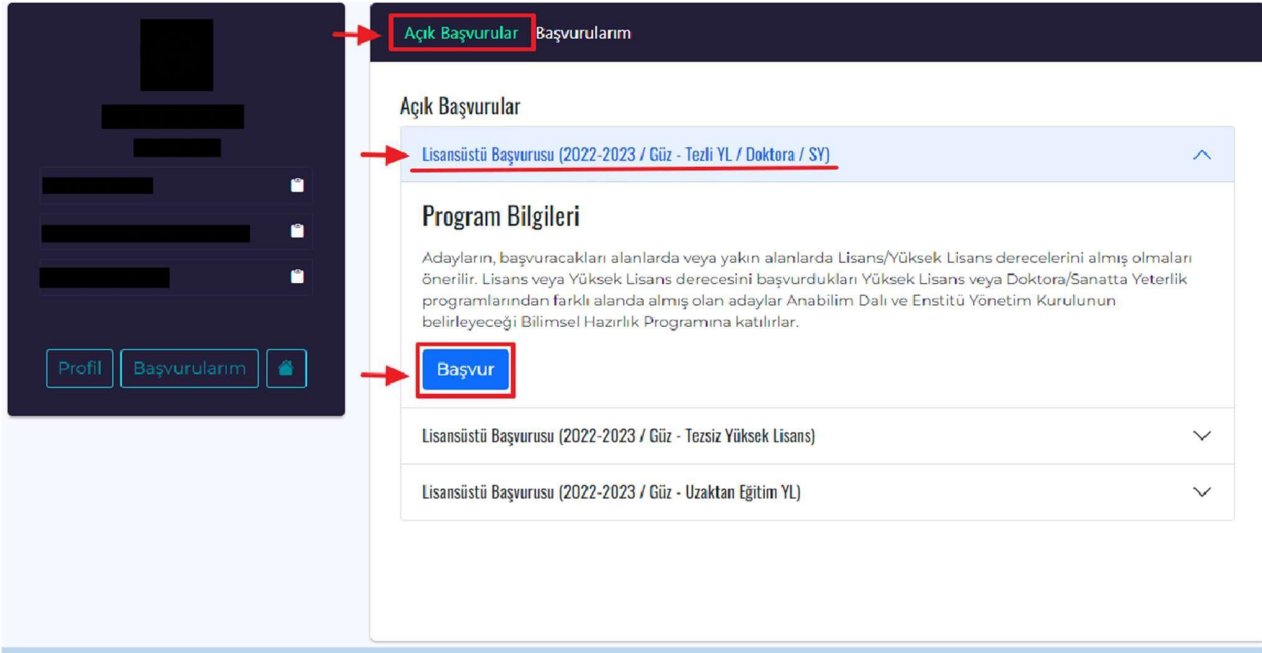 Açık Başvurular Başvurularım
Profil Başvurularım
Açık Başvurular
Lisansüstü Başvurusu (2022-2023 / Güz - Tezli YL / Doktora / SY)
Program Bilgileri
Adayların, başvuracakları alanlarda veya yakın alanlarda Lisans/Yüksek Lisans derecelerini almış olmaları
önerilir. Lisans veya Yüksek Lisans derecesini başvurdukları Yüksek Lisans veya Doktora/Sanatta Yeterlik
programlarından farklı alanda almış olan adaylar Anabilim Dalı ve Enstitü Yönetim Kurulunun
belirleyeceği Bilimsel Hazırlık Programına katılırlar.
Başvur
Lisansüstü Başvurusu (2022-2023 / Güz - Tezsiz Yüksek Lisans)
Lisansüstü Başvurusu (2022-2023 / Güz - Uzaktan Eğitim YL)